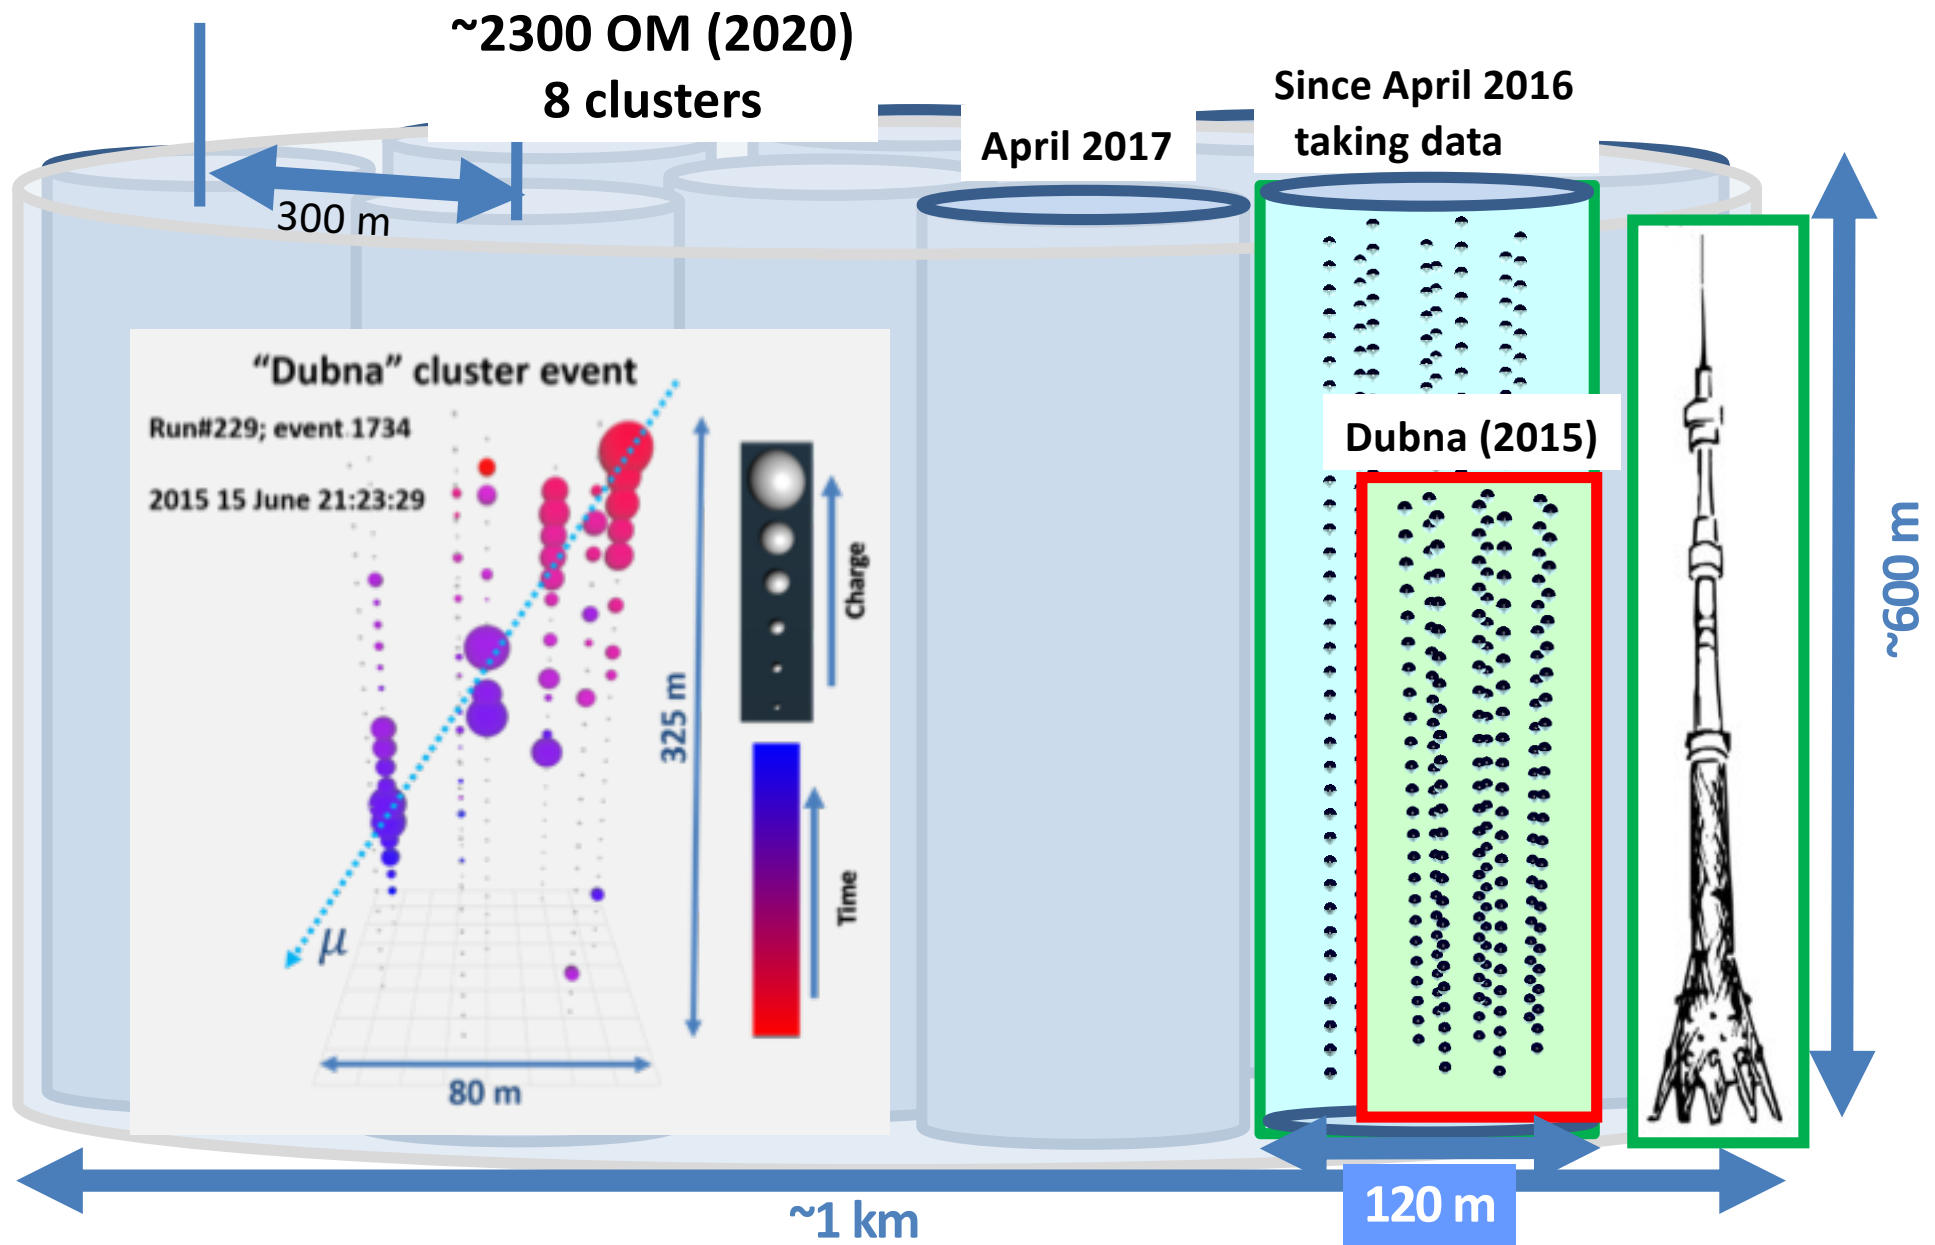 ~2300 OM (2020)
8 clusters
Since April 2016
taking data
April 2017
300 m
"Dubna" cluster event
Run#229; event 1734
2015 15 June 21:23:29
Charge
325 m
Time
μ
80 m
Dubna (2015)
~600 m
120 m
~1 km